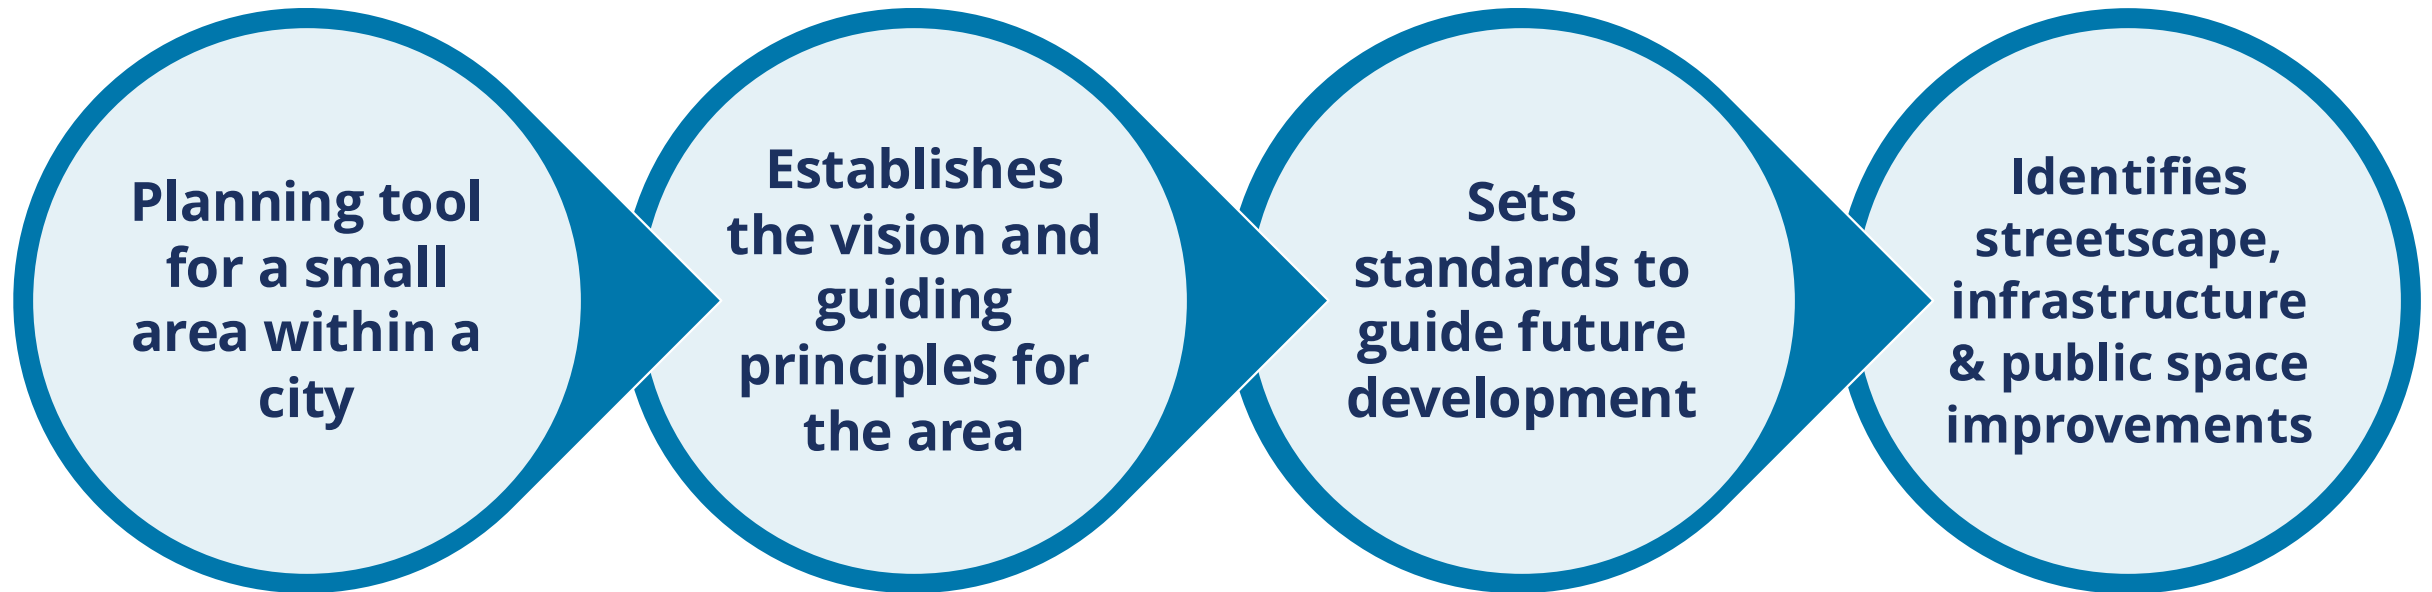 Planning tool
for a small
area within a
city
Establishes
the vision and
guiding
principles for
the area
Sets
standards to
guide future
development
Identifies
streetscape,
infrastructure
& public space
improvements